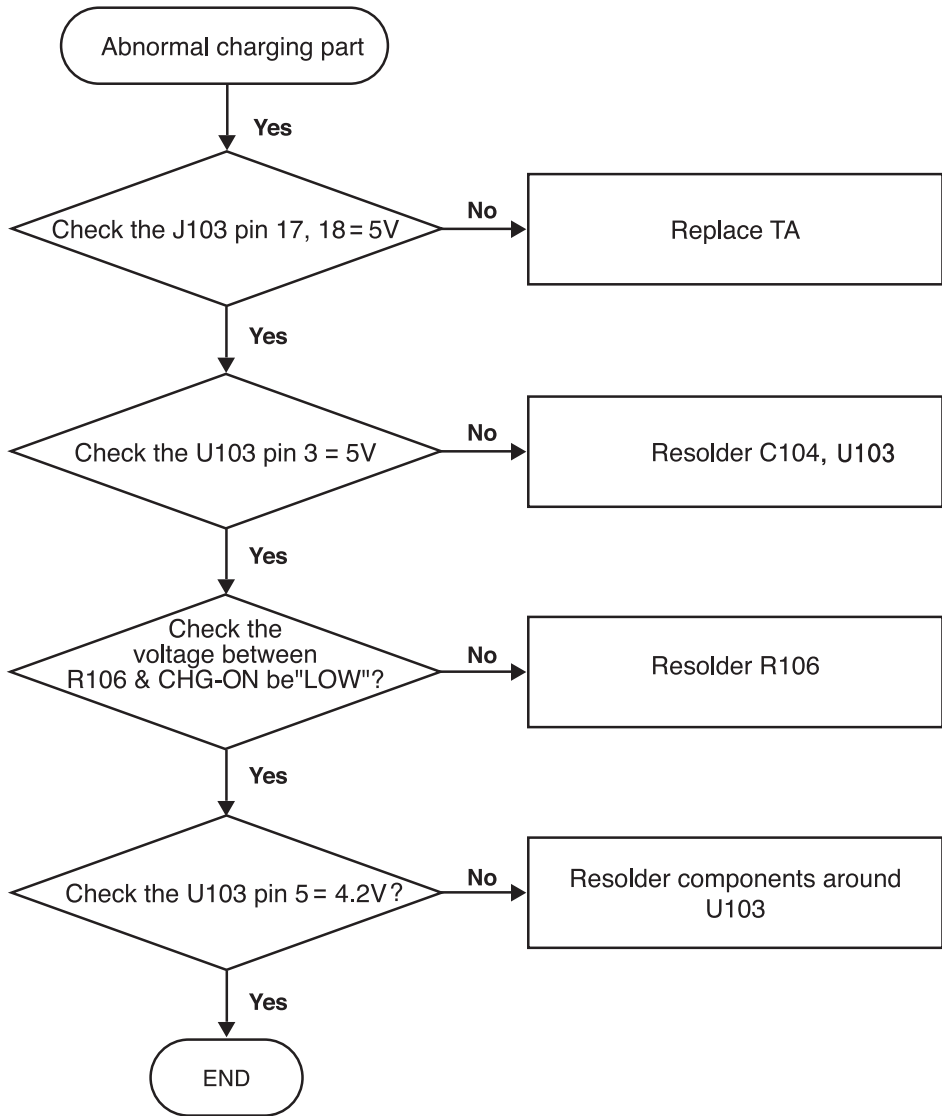 Abnormal charging part
Yes
Check the J103 pin 17, 18 = 5V
No
Replace TA
Yes
Check the U103 pin 3 = 5V
No
Resolder C104, U103
Yes
Check the
voltage between
R106 & CHG-ON be"LOW"?
No
Resolder R106
Yes
Check the U103 pin 5 = 4.2V?
No
Resolder components around
U103
Yes
END